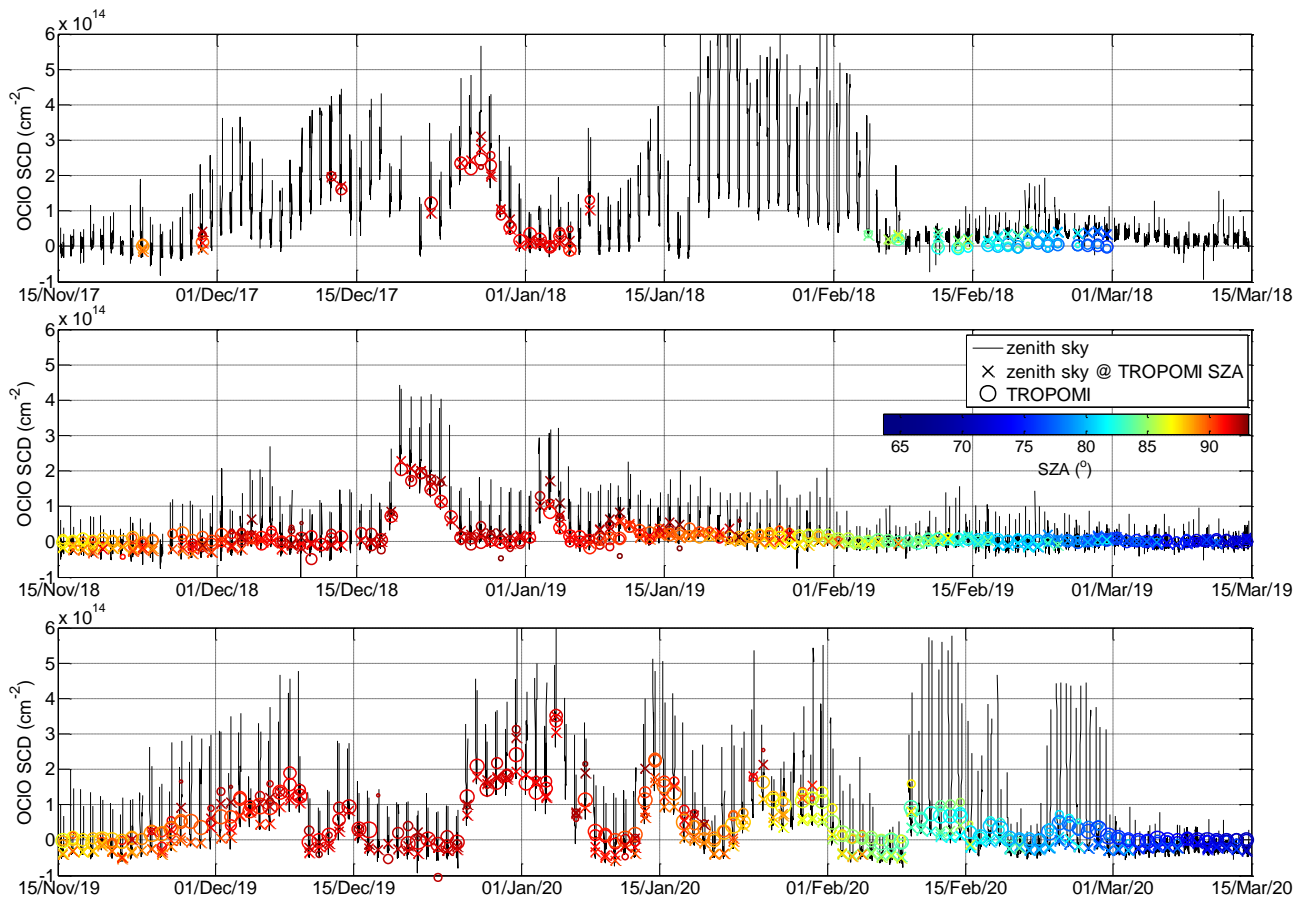 x 10^14
6
5
4
3
2
1
0
-1
OClO SCD (cm^-2)
15/Nov/17 01/Dec/17 15/Dec/17 01/Jan/18 15/Jan/18 01/Feb/18 15/Feb/18 01/Mar/18 15/Mar/18
x 10^14
6
5
4
3
2
1
0
-1
OClO SCD (cm^-2)
zenith sky
zenith sky @ TROPOMI SZA
TROPOMI
65 70 75 80 85 90
SZA (°)
15/Nov/18 01/Dec/18 15/Dec/18 01/Jan/19 15/Jan/19 01/Feb/19 15/Feb/19 01/Mar/19 15/Mar/19
x 10^14
6
5
4
3
2
1
0
-1
OClO SCD (cm^-2)
15/Nov/19 01/Dec/19 15/Dec/19 01/Jan/20 15/Jan/20 01/Feb/20 15/Feb/20 01/Mar/20 15/Mar/20